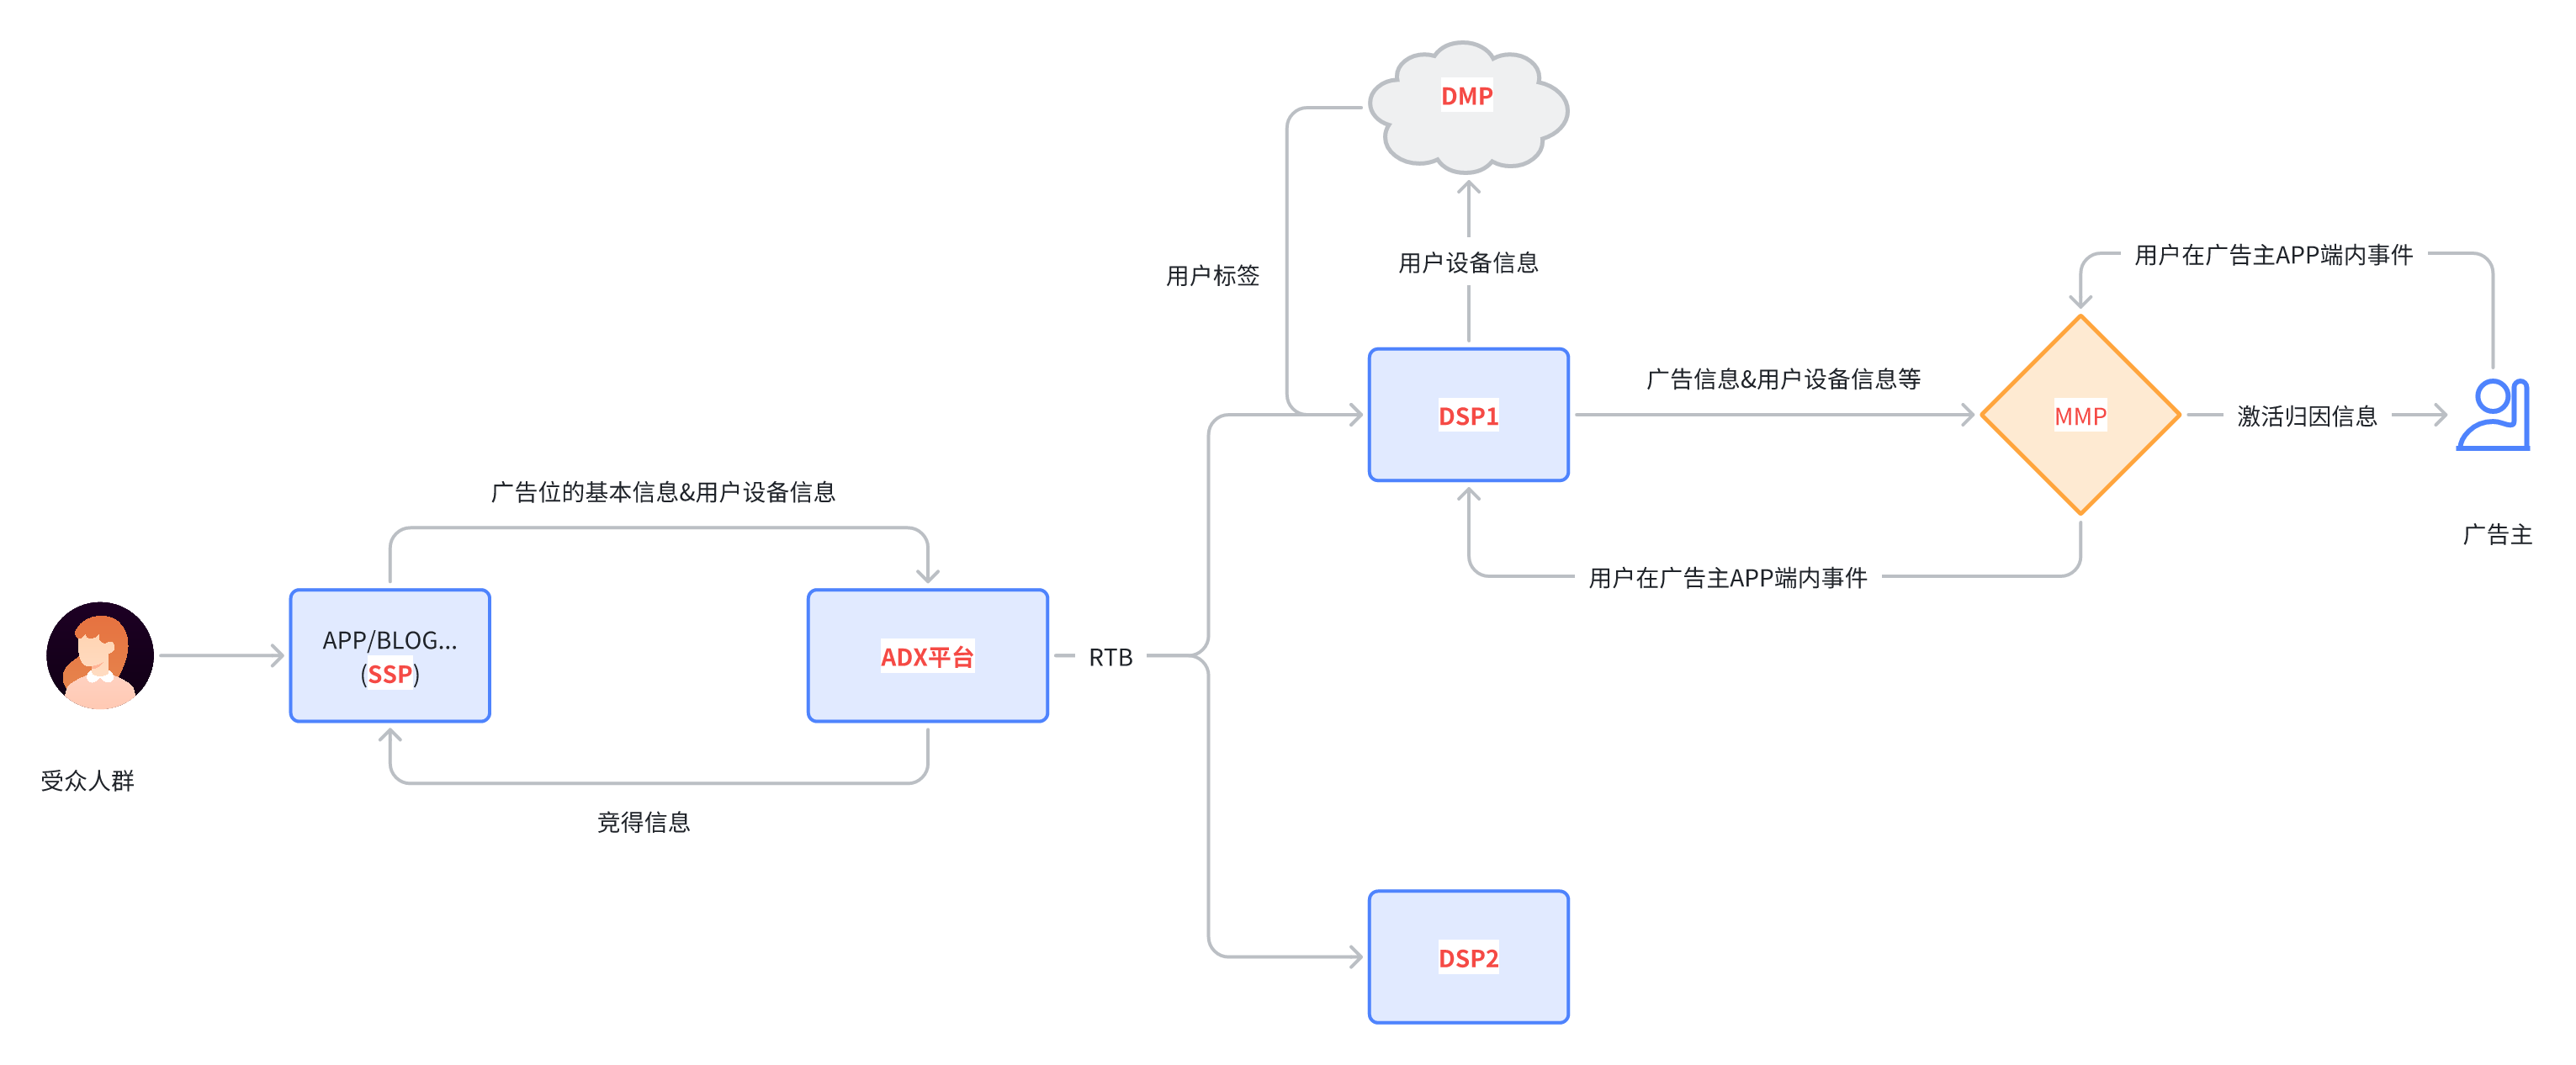 DMP
用户标签
用户设备信息
用户在广告主APP端内事件
广告信息&用户设备信息等
DSP1
MMP
激活归因信息
广告位的基本信息&用户设备信息
广告主
用户在广告主APP端内事件
APP/BLOG...
(SSP)
ADX平台
RTB
受众人群
竞得信息
DSP2